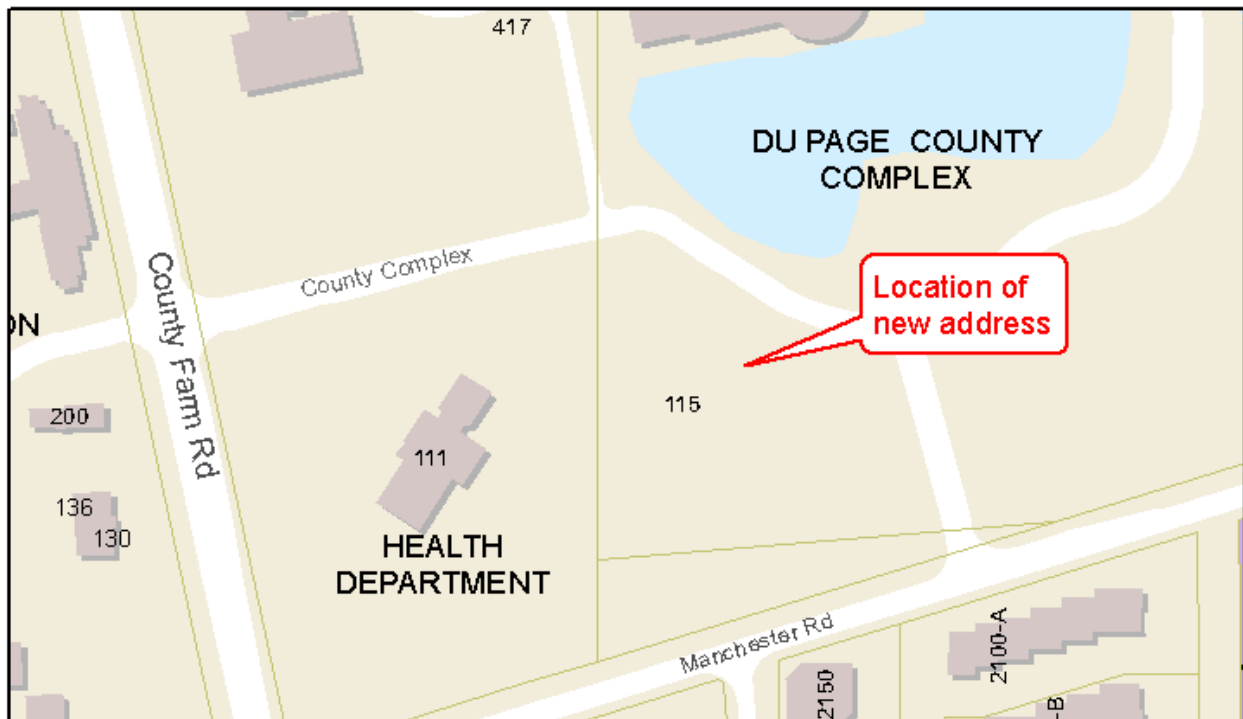 417
DU PAGE COUNTY
COMPLEX
County Complex
Location of
new address
ON
County Farm Rd
200
115
111
136
130
HEALTH
DEPARTMENT
Manchester Rd
2100-A
2150
-B